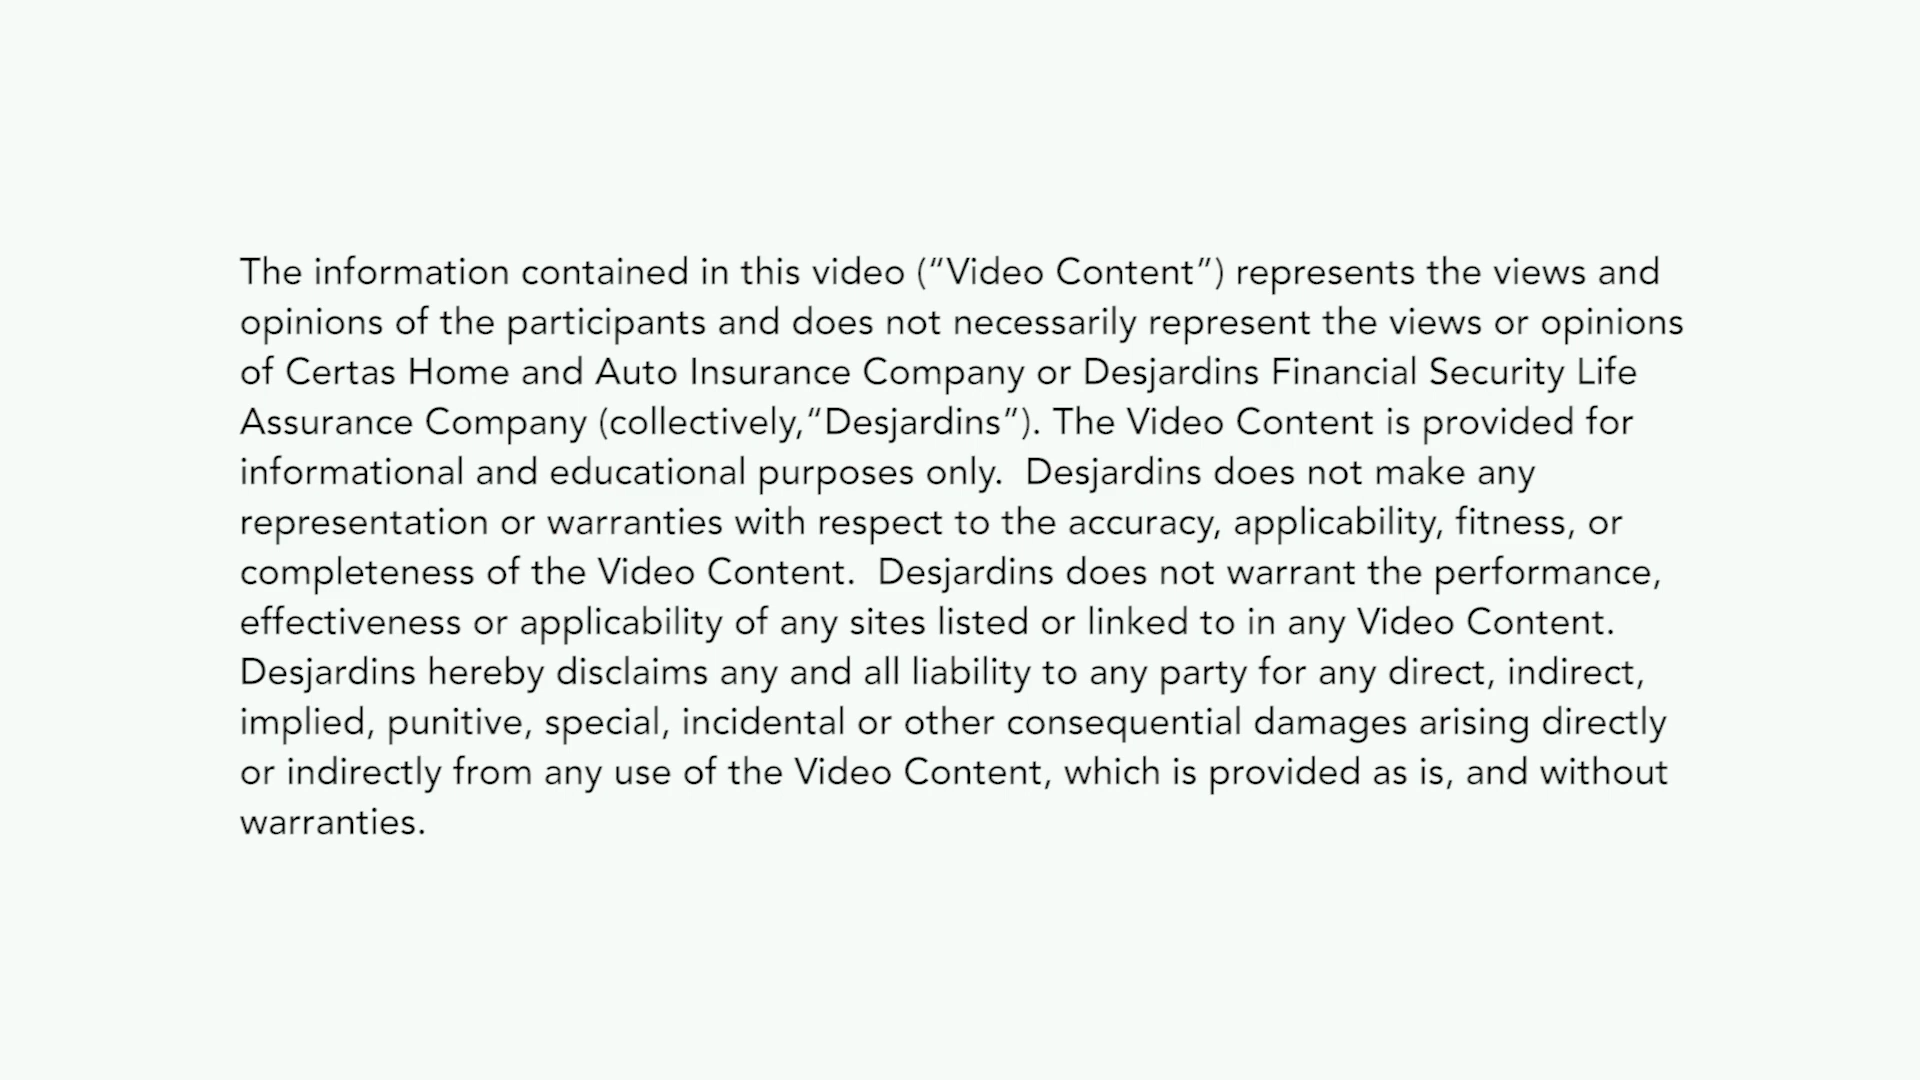 The information contained in this video (“Video Content”) represents the views and
opinions of the participants and does not necessarily represent the views or opinions
of Certas Home and Auto Insurance Company or Desjardins Financial Security Life
Assurance Company (collectively,“Desjardins”). The Video Content is provided for
informational and educational purposes only.  Desjardins does not make any
representation or warranties with respect to the accuracy, applicability, fitness, or
completeness of the Video Content.  Desjardins does not warrant the performance,
effectiveness or applicability of any sites listed or linked to in any Video Content.
Desjardins hereby disclaims any and all liability to any party for any direct, indirect,
implied, punitive, special, incidental or other consequential damages arising directly
or indirectly from any use of the Video Content, which is provided as is, and without
warranties.